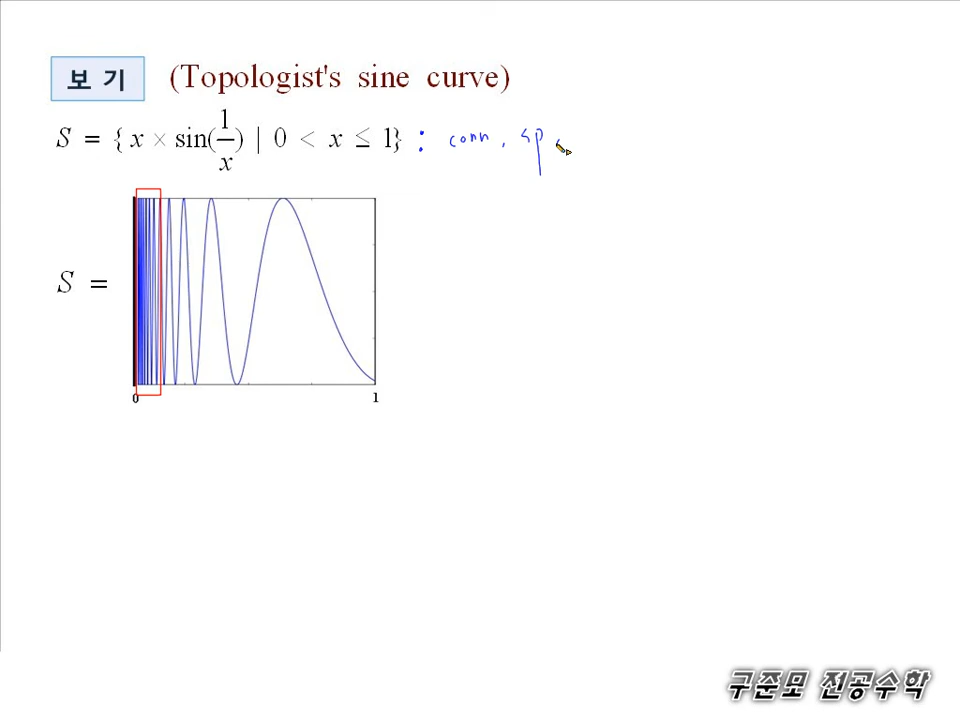 보 기 (Topologist's sine curve)
S = { x × sin(1/x) | 0 < x ≤ 1} : conn, sp
S =
0 1
구준모 전공수학